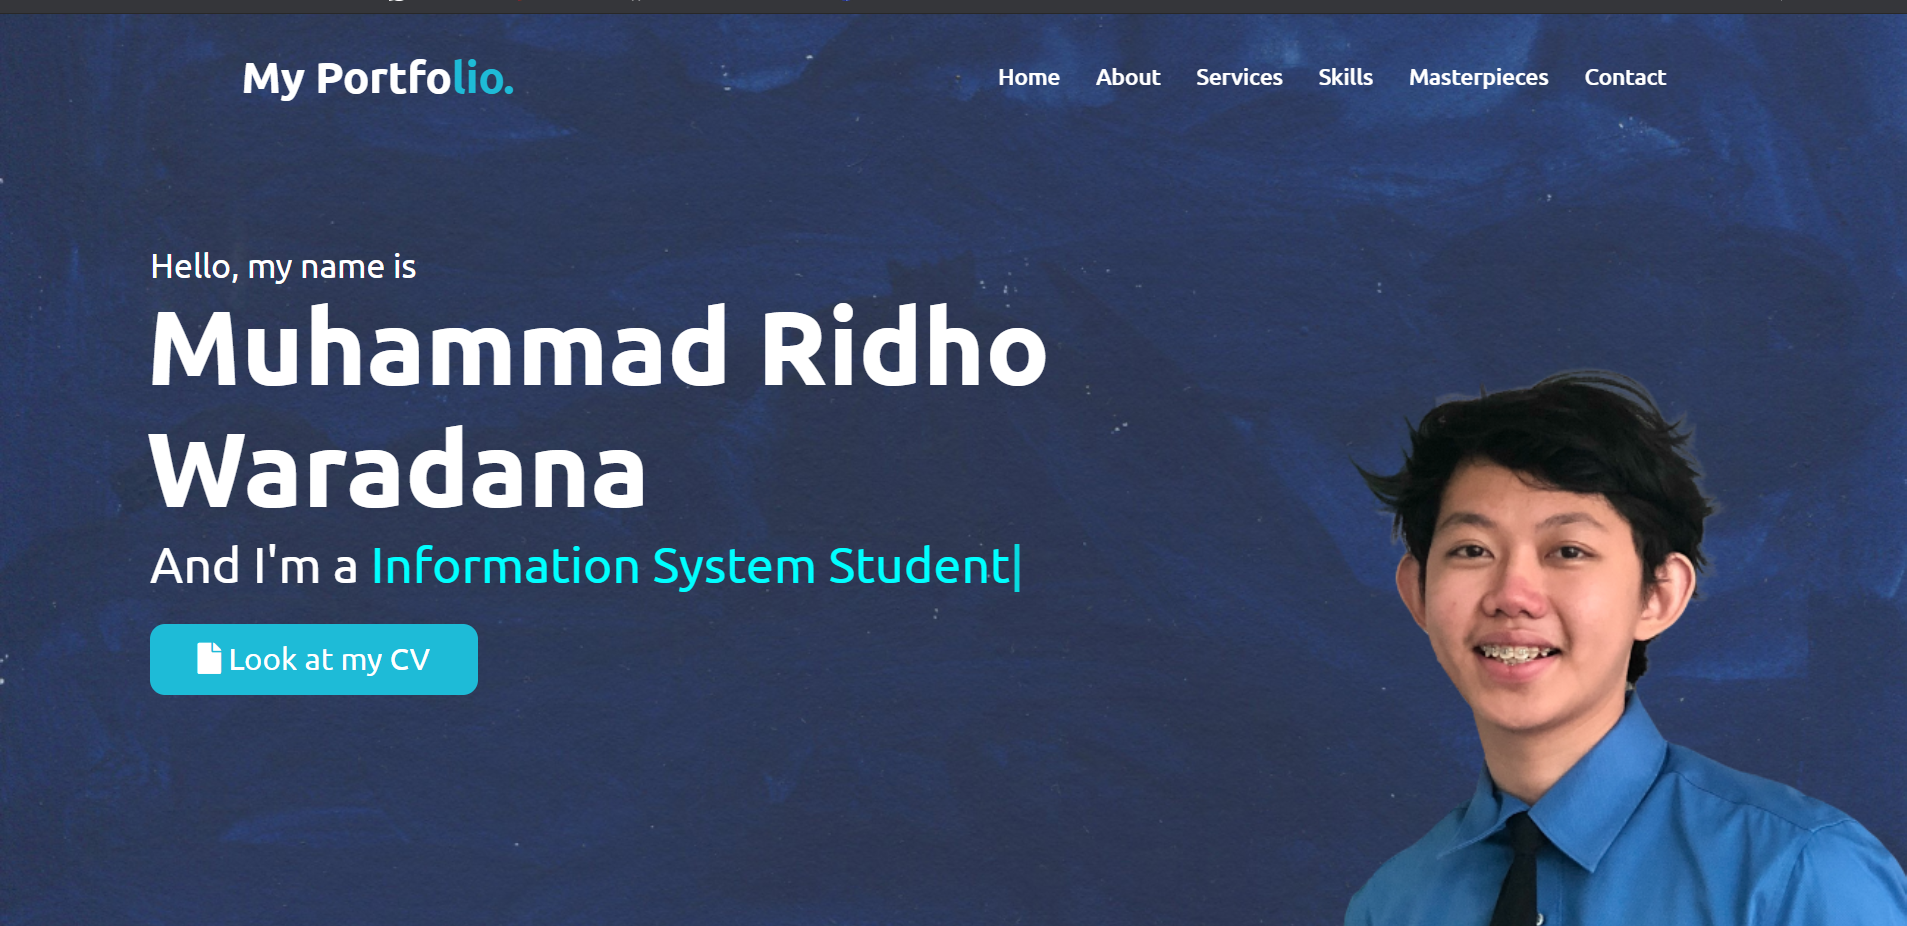 My Portfolio.
Home About Services Skills Masterpieces Contact
Hello, my name is
Muhammad Ridho
Waradana
And I'm a Information System Student|
Look at my CV